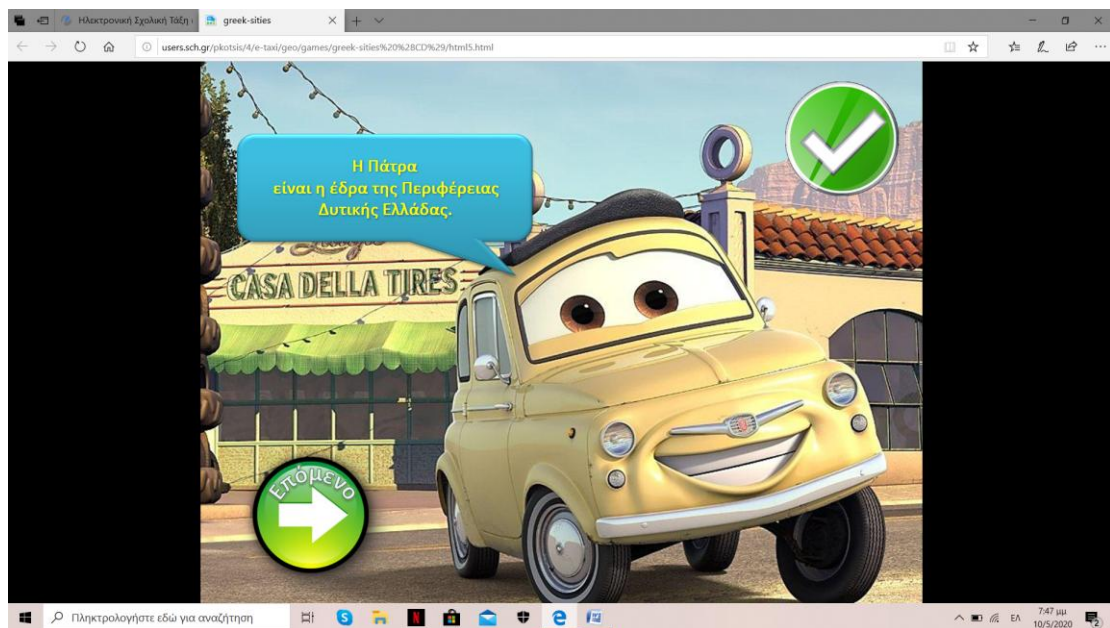 Ηλεκτρονική Σχολική Τάξη
greek-sities
users.sch.gr/pkotsis/4/e-taxi/geo/games/greek-sities%20%28CD%29/html5.html
Η Πάτρα
είναι η έδρα της Περιφέρειας
Δυτικής Ελλάδας.
CASA DELLA TIRES
Επόμενο
Πληκτρολογήστε εδώ για αναζήτηση
ΕΛ
7:47 μμ
10/5/2020